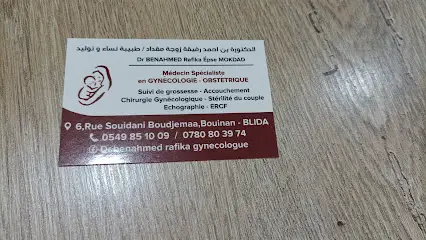 الدكتورة بن احمد رفيقة زوجة مقداد / طبيبة نساء و توليد
Dr BENAHMED Rafika Épse MOKDAD
Médecin Spécialiste
en GYNECOLOGIE - OBSTETRIQUE
Suivi de grossesse - Accouchement
Chirurgie Gynécologique - Stérilité du couple
Echographie - ERCF
6,Rue Souidani Boudjemaa,Bouinan - BLIDA
0549 85 10 09 / 0780 80 39 74
Dr benahmed rafika gynecologue